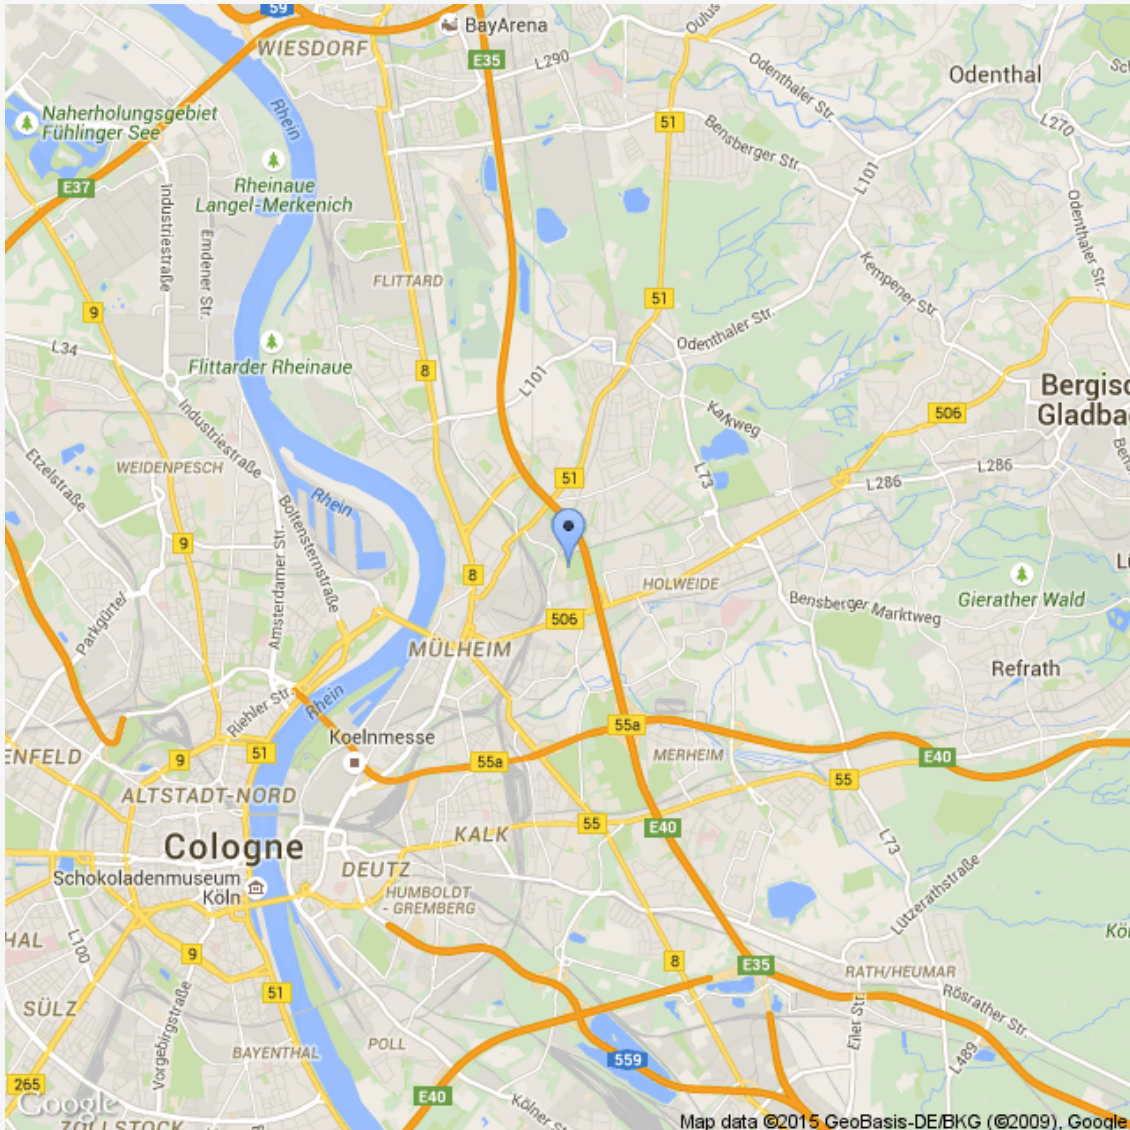 59
BayArena
WIESDORF
E35
L290
Oulus
Odenthaler Str.
Odenthal
Naherholungsgebiet
Fühlinger See
Rhein
51
Bensberger Str.
L270
E37
Rheinaue
Langel-Merkenich
L101
Industriestraße
Emdener Str.
Odenthaler Str.
FLITTARD
Kempener Str.
9
51
L34
Flittarder Rheinaue
Odenthaler Str.
8
L101
Bergisc
Gladba
506
Industriestraße
Kalkweg
Etzelstraße
WEIDENPESCH
51
L73
L286
L286
Rhein
Boltensternstraße
9
Amsterdamer Str.
8
HOLWEIDE
Gierather Wald
Parkgürtel
506
Bensberger Marktweg
MÜLHEIM
Refrath
Riehler Str.
Rhein
Koelnmesse
55a
ENFELD
9
51
55a
MERHEIM
E40
ALTSTADT-NORD
55
55
E40
KALK
Cologne
L73
DEUTZ
Schokoladenmuseum
Köln
HUMBOLDT
- GREMBERG
Lützerathstraße
HAL
L100
9
8
E35
RATH/HEUMAR
51
Rösrather Str.
SÜLZ
Vorgebirgstraße
Eiler Str.
POLL
BAYENTHAL
559
L489
265
E40
Google
Kölner
ZOLLSTOCK
Map data ©2015 GeoBasis-DE/BKG (©2009), Google